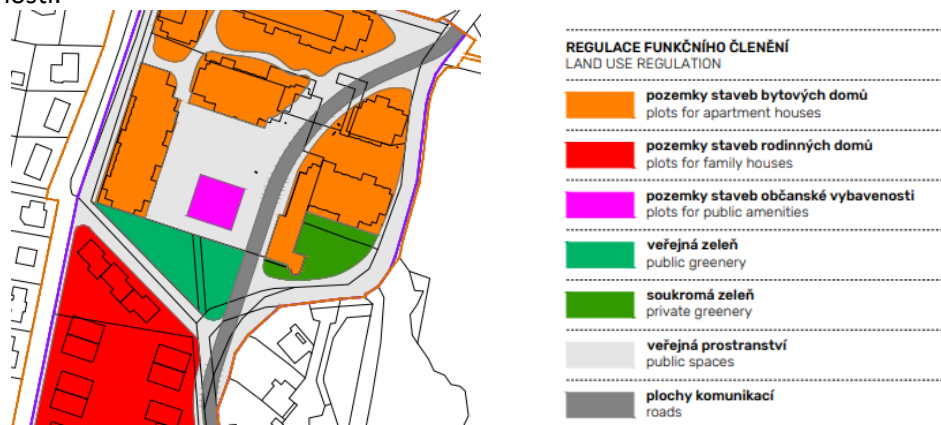 REGULACE FUNKČNÍHO ČLENĚNÍ
LAND USE REGULATION
pozemky staveb bytových domů
plots for apartment houses
pozemky staveb rodinných domů
plots for family houses
pozemky staveb občanské vybavenosti
plots for public amenities
veřejná zeleň
public greenery
soukromá zeleň
private greenery
veřejná prostranství
public spaces
plochy komunikací
roads